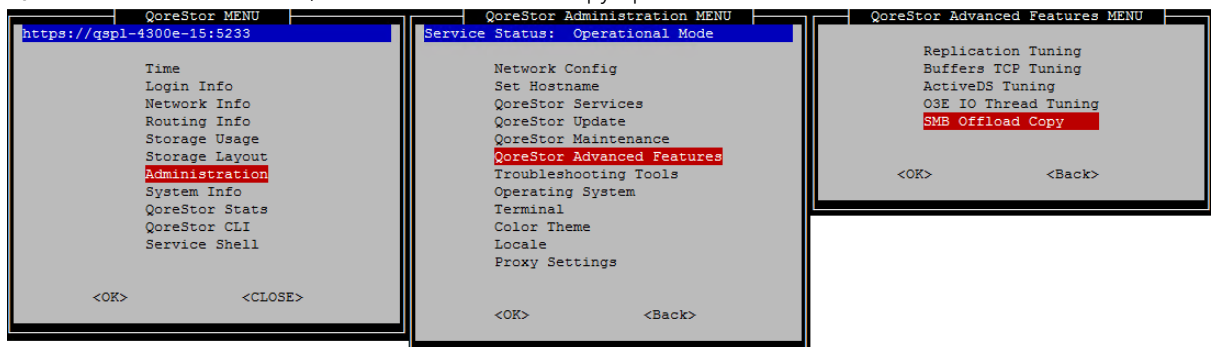 QoreStor MENU
https://qspl-4300e-15:5233
Time
Login Info
Network Info
Routing Info
Storage Usage
Storage Layout
Administration
System Info
QoreStor Stats
QoreStor CLI
Service Shell
<OK> <CLOSE>
QoreStor Administration MENU
Service Status: Operational Mode
Network Config
Set Hostname
QoreStor Services
QoreStor Update
QoreStor Maintenance
QoreStor Advanced Features
Troubleshooting Tools
Operating System
Terminal
Color Theme
Locale
Proxy Settings
<OK> <Back>
QoreStor Advanced Features MENU
Replication Tuning
Buffers TCP Tuning
ActiveDS Tuning
O3E IO Thread Tuning
SMB Offload Copy
<OK> <Back>